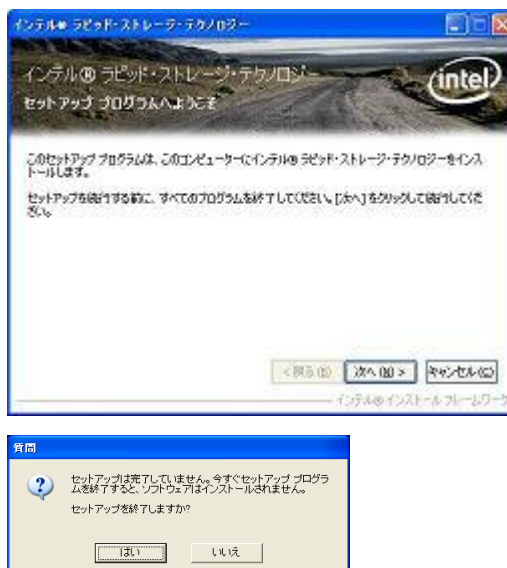 インテル® ラピッド・ストレージ・テクノロジー
インテル® ラピッド・ストレージ・テクノロジー
セットアップ プログラムへようこそ
intel
このセットアップ プログラムは、このコンピューターにインテル® ラピッド・ストレージ・テクノロジーをインス
トールします。
セットアップを続行する前に、すべてのプログラムを終了してください。[次へ] をクリックして続行してくだ
さい。
< 戻る (B)
次へ (N) >
キャンセル (C)
インテル® インストール フレームワーク
質問
セットアップは完了していません。今すぐセットアップ プログラ
ムを終了すると、ソフトウェアはインストールされません。
セットアップを終了しますか?
はい
いいえ